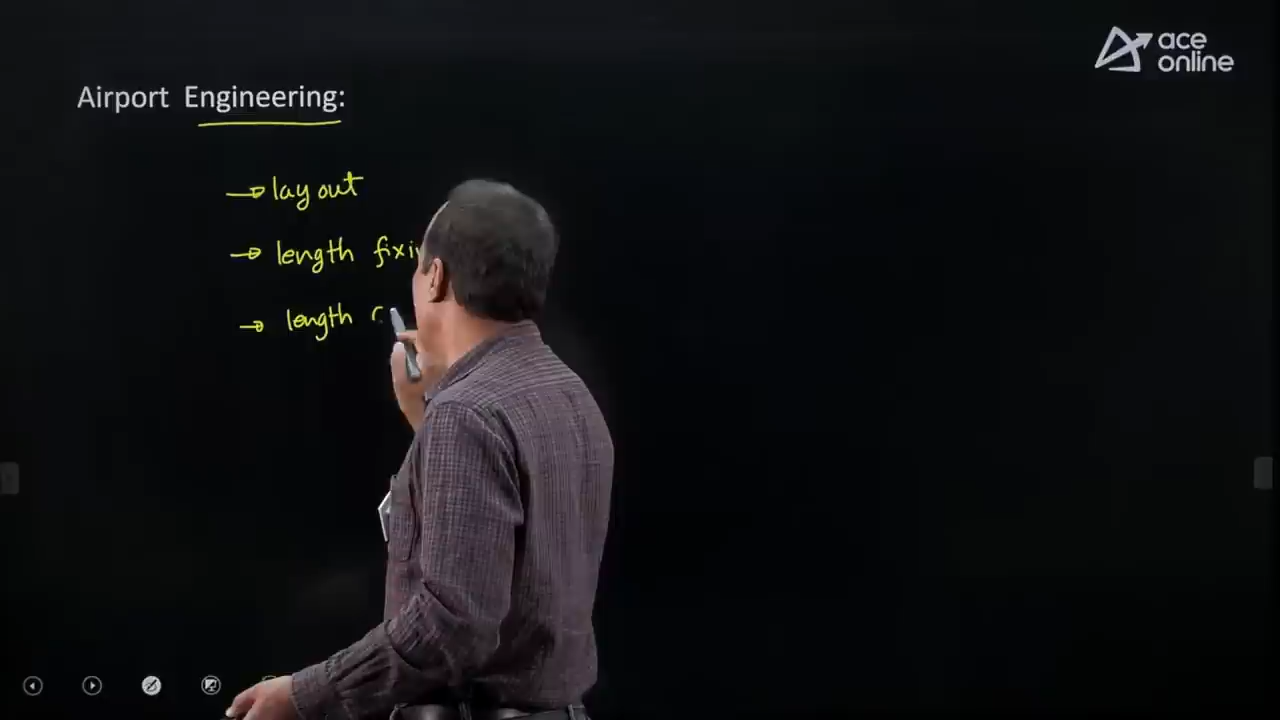 ace
online
Airport Engineering:
lay out
length
length